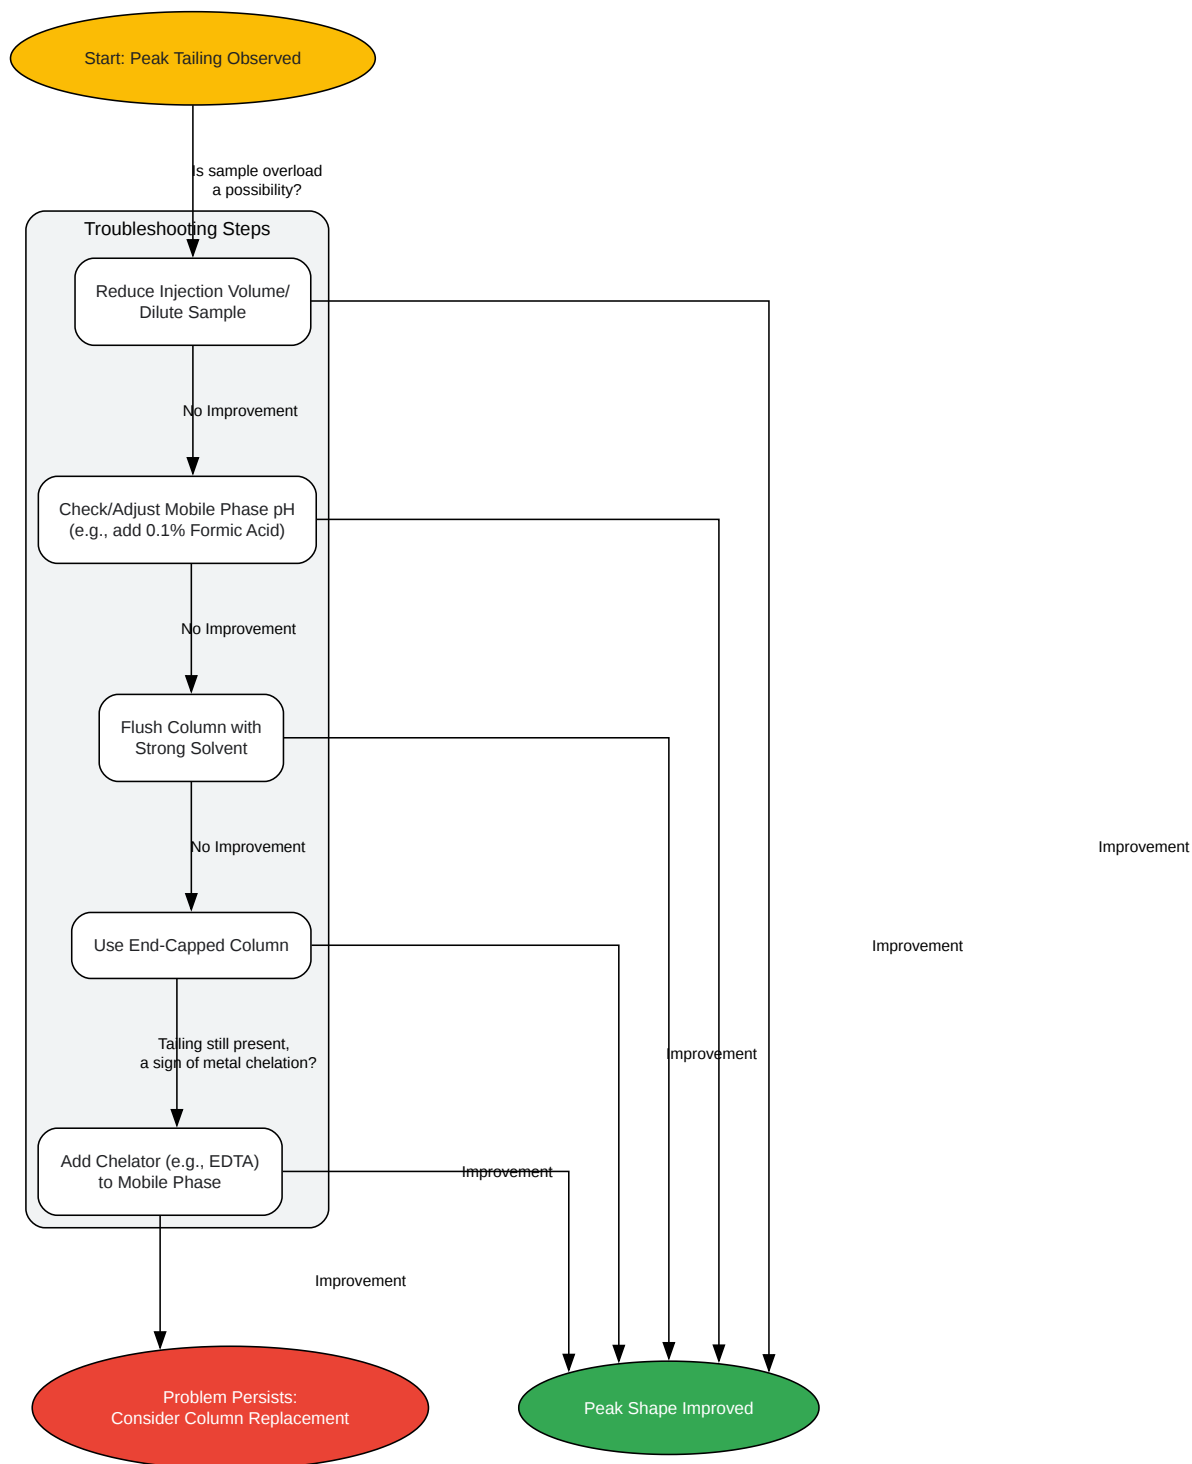 Start: Peak Tailing Observed
Is sample overload
a possibility?
Troubleshooting Steps
Reduce Injection Volume/
Dilute Sample
No Improvement
Check/Adjust Mobile Phase pH
(e.g., add 0.1% Formic Acid)
No Improvement
Flush Column with
Strong Solvent
No Improvement
Improvement
Use End-Capped Column
Improvement
Tailing still present,
a sign of metal chelation?
Improvement
Add Chelator (e.g., EDTA)
to Mobile Phase
Improvement
Improvement
Problem Persists:
Consider Column Replacement
Peak Shape Improved